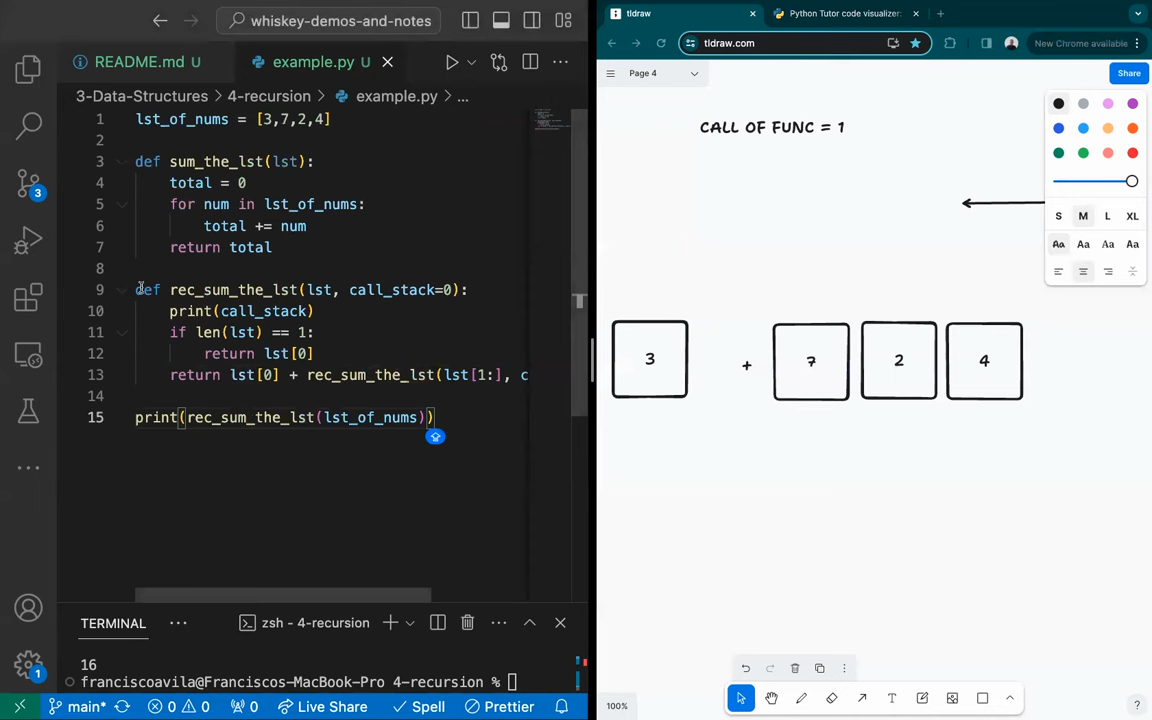 whiskey-demos-and-notes
README.md U
example.py U
3-Data-Structures > 4-recursion > example.py > ...
1 lst_of_nums = [3,7,2,4]
2
3 def sum_the_lst(lst):
4 total = 0
5 for num in lst_of_nums:
6 total += num
7 return total
8
9 def rec_sum_the_lst(lst, call_stack=0):
10 print(call_stack)
11 if len(lst) == 1:
12 return lst[0]
13 return lst[0] + rec_sum_the_lst(lst[1:], c
14
15 print(rec_sum_the_lst(lst_of_nums))
3
1
TERMINAL
zsh - 4-recursion
16
franciscoavila@Franciscos-MacBook-Pro 4-recursion %
main*
0 0
0
Live Share
Spell
Prettier
tldraw
Python Tutor code visualizer:
tldraw.com
New Chrome available
Page 4
Share
CALL OF FUNC = 1
S M L XL
Aa Aa Aa Aa
3 + 7 2 4
100%
?